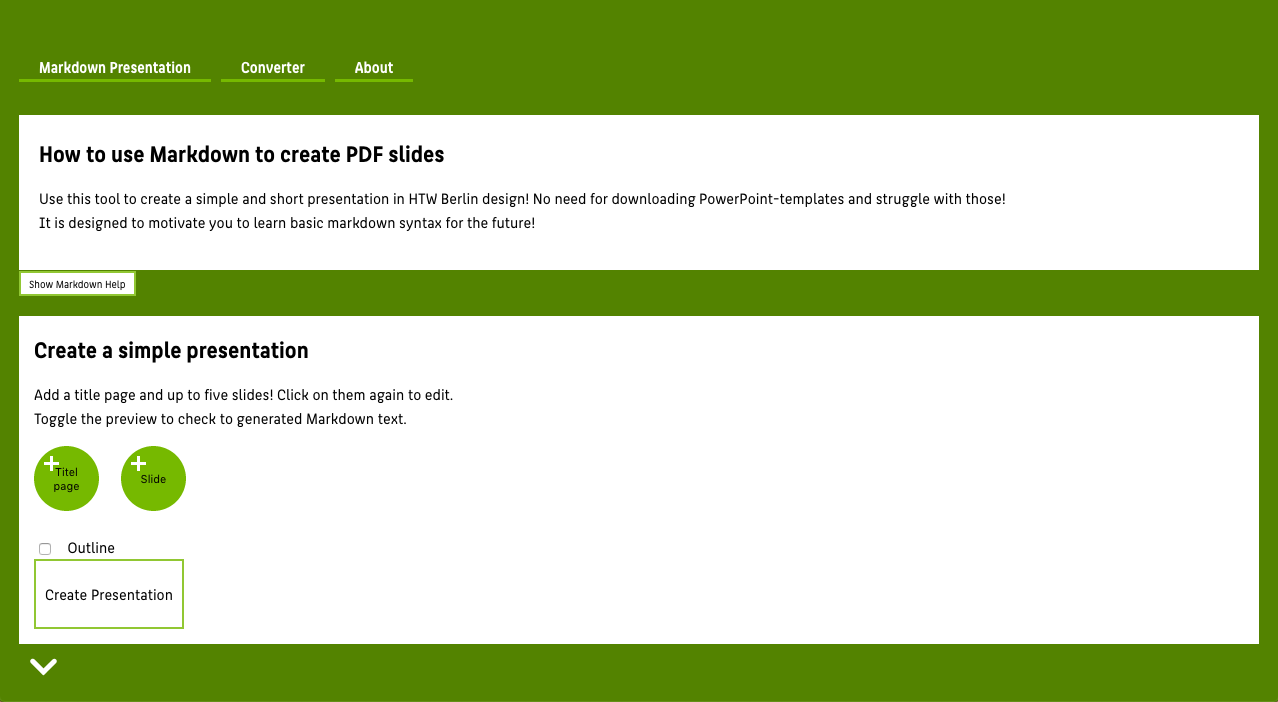 Markdown Presentation Converter About
How to use Markdown to create PDF slides
Use this tool to create a simple and short presentation in HTW Berlin design! No need for downloading PowerPoint-templates and struggle with those!
It is designed to motivate you to learn basic markdown syntax for the future!
Show Markdown Help
Create a simple presentation
Add a title page and up to five slides! Click on them again to edit.
Toggle the preview to check to generated Markdown text.
Titel
page
Slide
Outline
Create Presentation